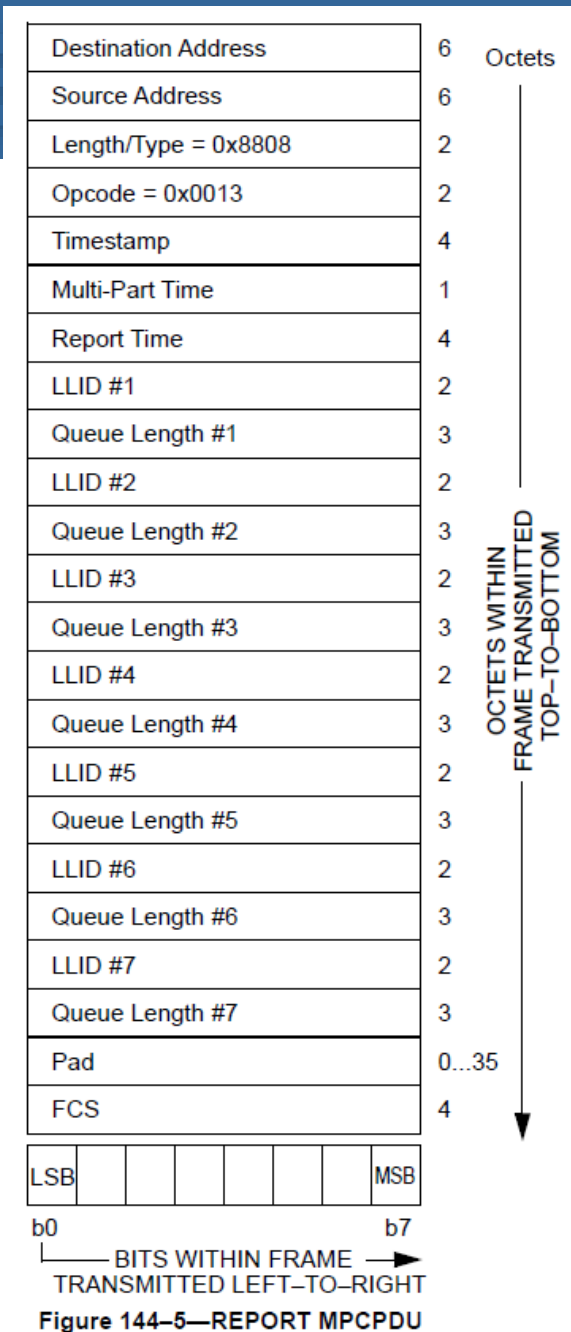 Destination Address 6 Octets
Source Address 6
Length/Type = 0x8808 2
Opcode = 0x0013 2
Timestamp 4
Multi-Part Time 1
Report Time 4
LLID #1 2
Queue Length #1 3
LLID #2 2
Queue Length #2 3
LLID #3 2
Queue Length #3 3
LLID #4 2
Queue Length #4 3
LLID #5 2
Queue Length #5 3
LLID #6 2
Queue Length #6 3
LLID #7 2
Queue Length #7 3
Pad 0...35
FCS 4
OCTETS WITHIN
FRAME TRANSMITTED
TOP–TO–BOTTOM
LSB MSB
b0 b7
BITS WITHIN FRAME
TRANSMITTED LEFT–TO–RIGHT
Figure 144–5—REPORT MPCPDU